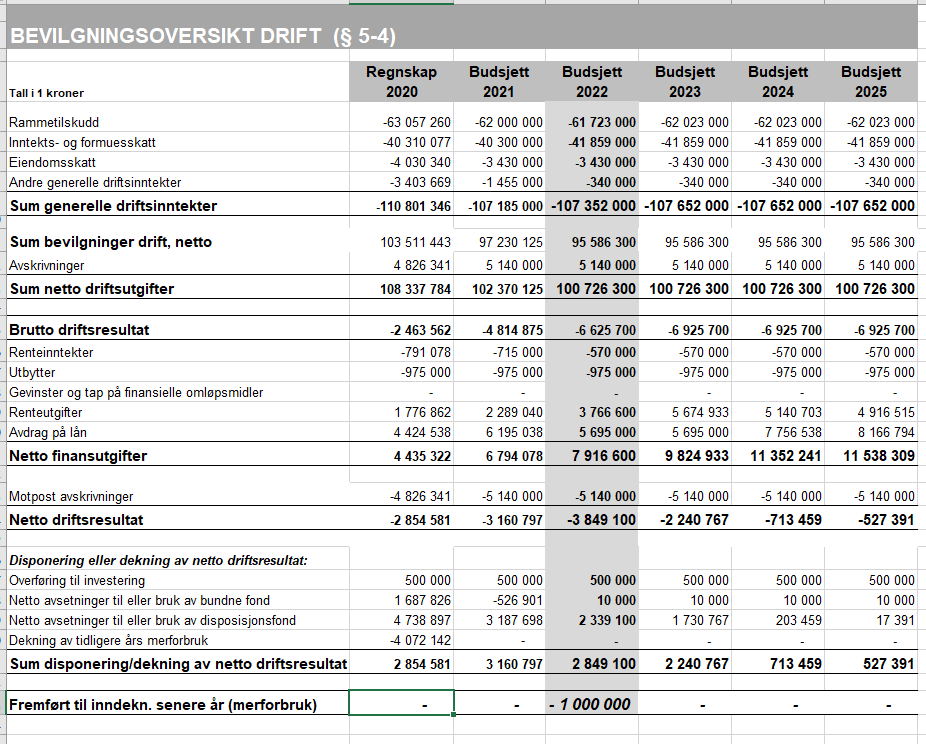 BEVILGNINGSOVERSIKT DRIFT (§ 5-4)
Regnskap Budsjett Budsjett Budsjett Budsjett Budsjett
Tall i 1 kroner 2020 2021 2022 2023 2024 2025
Rammetilskudd -63 057 260 -62 000 000 -61 723 000 -62 023 000 -62 023 000 -62 023 000
Inntekts- og formuesskatt -40 310 077 -40 300 000 -41 859 000 -41 859 000 -41 859 000 -41 859 000
Eiendomsskatt -4 030 340 -3 430 000 -3 430 000 -3 430 000 -3 430 000 -3 430 000
Andre generelle driftsinntekter -3 403 669 -1 455 000 -340 000 -340 000 -340 000 -340 000
Sum generelle driftsinntekter -110 801 346 -107 185 000 -107 352 000 -107 652 000 -107 652 000 -107 652 000
Sum bevilgninger drift, netto 103 511 443 97 230 125 95 586 300 95 586 300 95 586 300 95 586 300
Avskrivninger 4 826 341 5 140 000 5 140 000 5 140 000 5 140 000 5 140 000
Sum netto driftsutgifter 108 337 784 102 370 125 100 726 300 100 726 300 100 726 300 100 726 300
Brutto driftsresultat -2 463 562 -4 814 875 -6 625 700 -6 925 700 -6 925 700 -6 925 700
Renteinntekter -791 078 -715 000 -570 000 -570 000 -570 000 -570 000
Utbytter -975 000 -975 000 -975 000 -975 000 -975 000 -975 000
Gevinster og tap på finansielle omløpsmidler - - - - - -
Renteutgifter 1 776 862 2 289 040 3 766 600 5 674 933 5 140 703 4 916 515
Avdrag på lån 4 424 538 6 195 038 5 695 000 5 695 000 7 756 538 8 166 794
Netto finansutgifter 4 435 322 6 794 078 7 916 600 9 824 933 11 352 241 11 538 309
Motpost avskrivninger -4 826 341 -5 140 000 -5 140 000 -5 140 000 -5 140 000 -5 140 000
Netto driftsresultat -2 854 581 -3 160 797 -3 849 100 -2 240 767 -713 459 -527 391
Disponering eller dekning av netto driftsresultat:
Overføring til investering 500 000 500 000 500 000 500 000 500 000 500 000
Netto avsetninger til eller bruk av bundne fond 1 687 826 -526 901 10 000 10 000 10 000 10 000
Netto avsetninger til eller bruk av disposisjonsfond 4 738 897 3 187 698 2 339 100 1 730 767 203 459 17 391
Dekning av tidligere års merforbruk -4 072 142 - - - - -
Sum disponering/dekning av netto driftsresultat 2 854 581 3 160 797 2 849 100 2 240 767 713 459 527 391
Fremført til inndekn. senere år (merforbruk) - - - 1 000 000 - - -